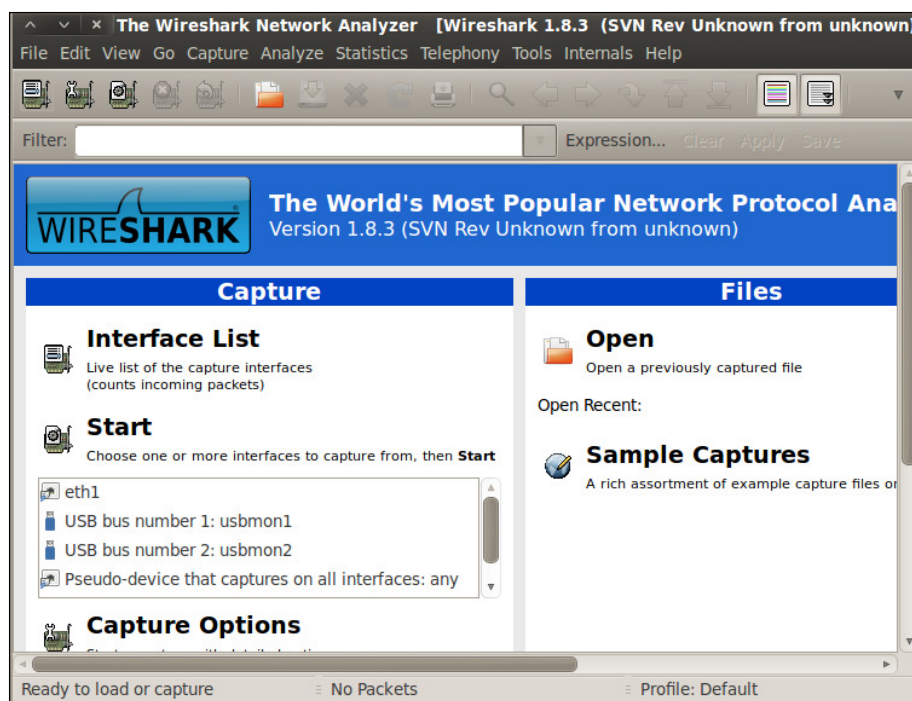 The Wireshark Network Analyzer [Wireshark 1.8.3 (SVN Rev Unknown from unknown)
File Edit View Go Capture Analyze Statistics Telephony Tools Internals Help
Filter: Expression... Clear Apply Save
WIRESHARK
The World's Most Popular Network Protocol Ana
Version 1.8.3 (SVN Rev Unknown from unknown)
Capture
Interface List
Live list of the capture interfaces
(counts incoming packets)
Start
Choose one or more interfaces to capture from, then Start
eth1
USB bus number 1: usbmon1
USB bus number 2: usbmon2
Pseudo-device that captures on all interfaces: any
Capture Options
Files
Open
Open a previously captured file
Open Recent:
Sample Captures
A rich assortment of example capture files or
Ready to load or capture No Packets Profile: Default